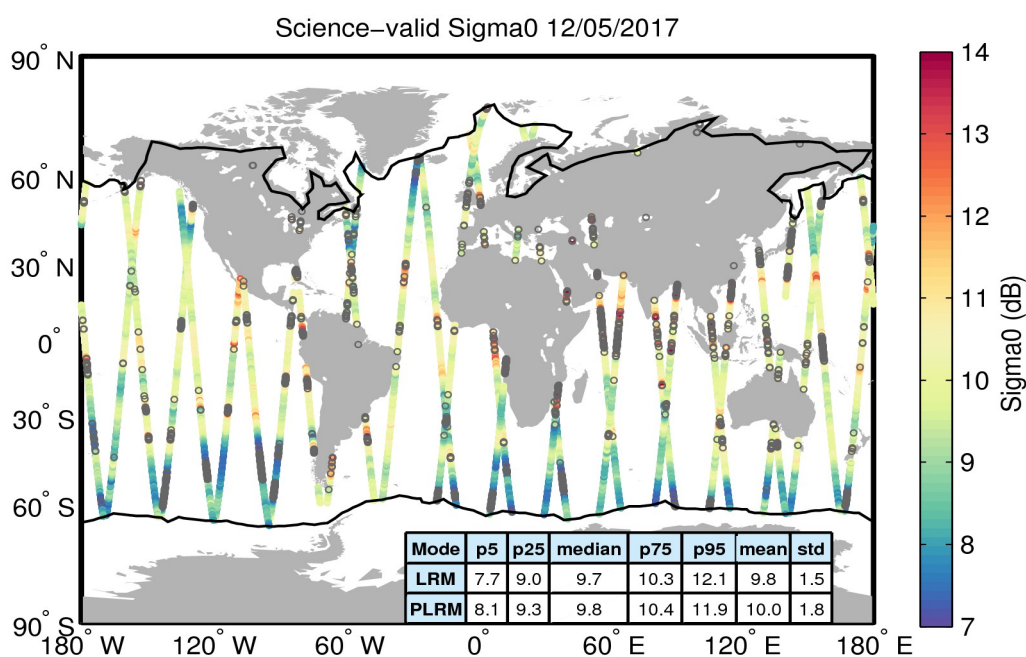 Science−valid Sigma0 12/05/2017
90° N
60° N
30° N
0°
30° S
60° S
90° S
180° W
120° W
60° W
0°
60° E
120° E
180° E
14
13
12
11
10
9
8
7
Sigma0 (dB)
Mode p5 p25 median p75 p95 mean std
LRM 7.7 9.0 9.7 10.3 12.1 9.8 1.5
PLRM 8.1 9.3 9.8 10.4 11.9 10.0 1.8